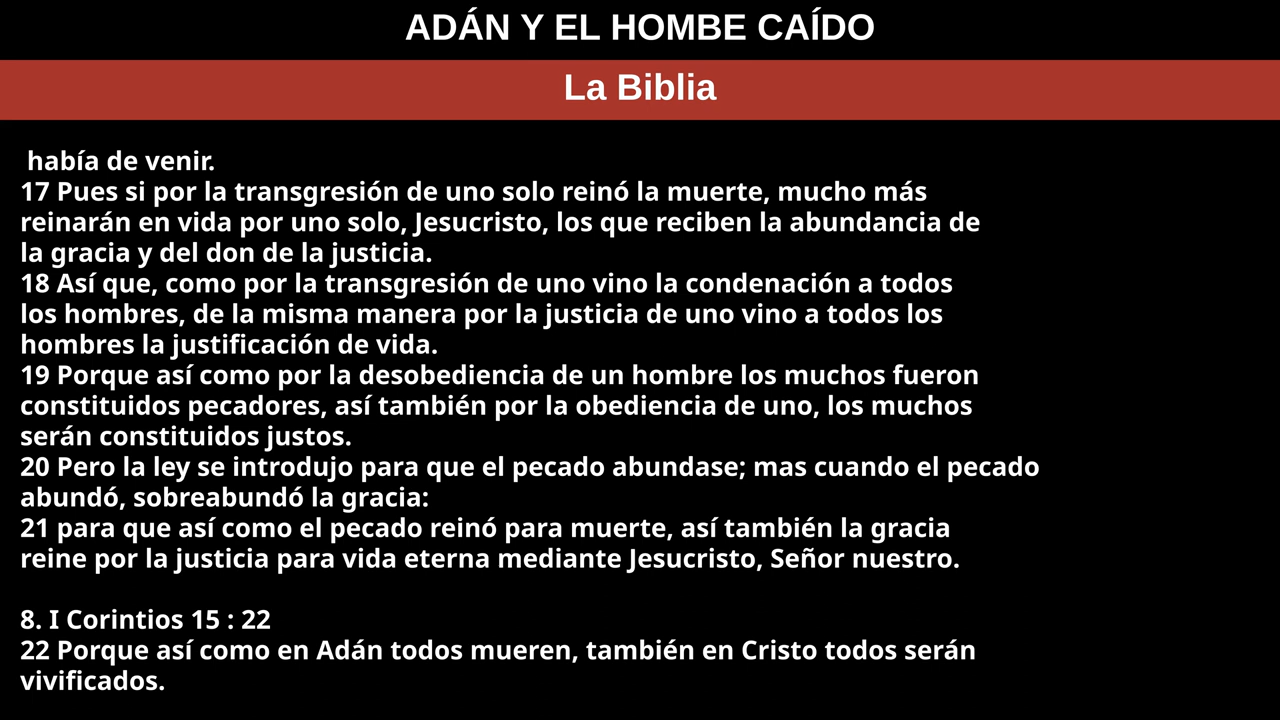 ADÁN Y EL HOMBE CAÍDO
La Biblia
había de venir.
17 Pues si por la transgresión de uno solo reinó la muerte, mucho más
reinarán en vida por uno solo, Jesucristo, los que reciben la abundancia de
la gracia y del don de la justicia.
18 Así que, como por la transgresión de uno vino la condenación a todos
los hombres, de la misma manera por la justicia de uno vino a todos los
hombres la justificación de vida.
19 Porque así como por la desobediencia de un hombre los muchos fueron
constituidos pecadores, así también por la obediencia de uno, los muchos
serán constituidos justos.
20 Pero la ley se introdujo para que el pecado abundase; mas cuando el pecado
abundó, sobreabundó la gracia:
21 para que así como el pecado reinó para muerte, así también la gracia
reine por la justicia para vida eterna mediante Jesucristo, Señor nuestro.
8. I Corintios 15 : 22
22 Porque así como en Adán todos mueren, también en Cristo todos serán
vivificados.